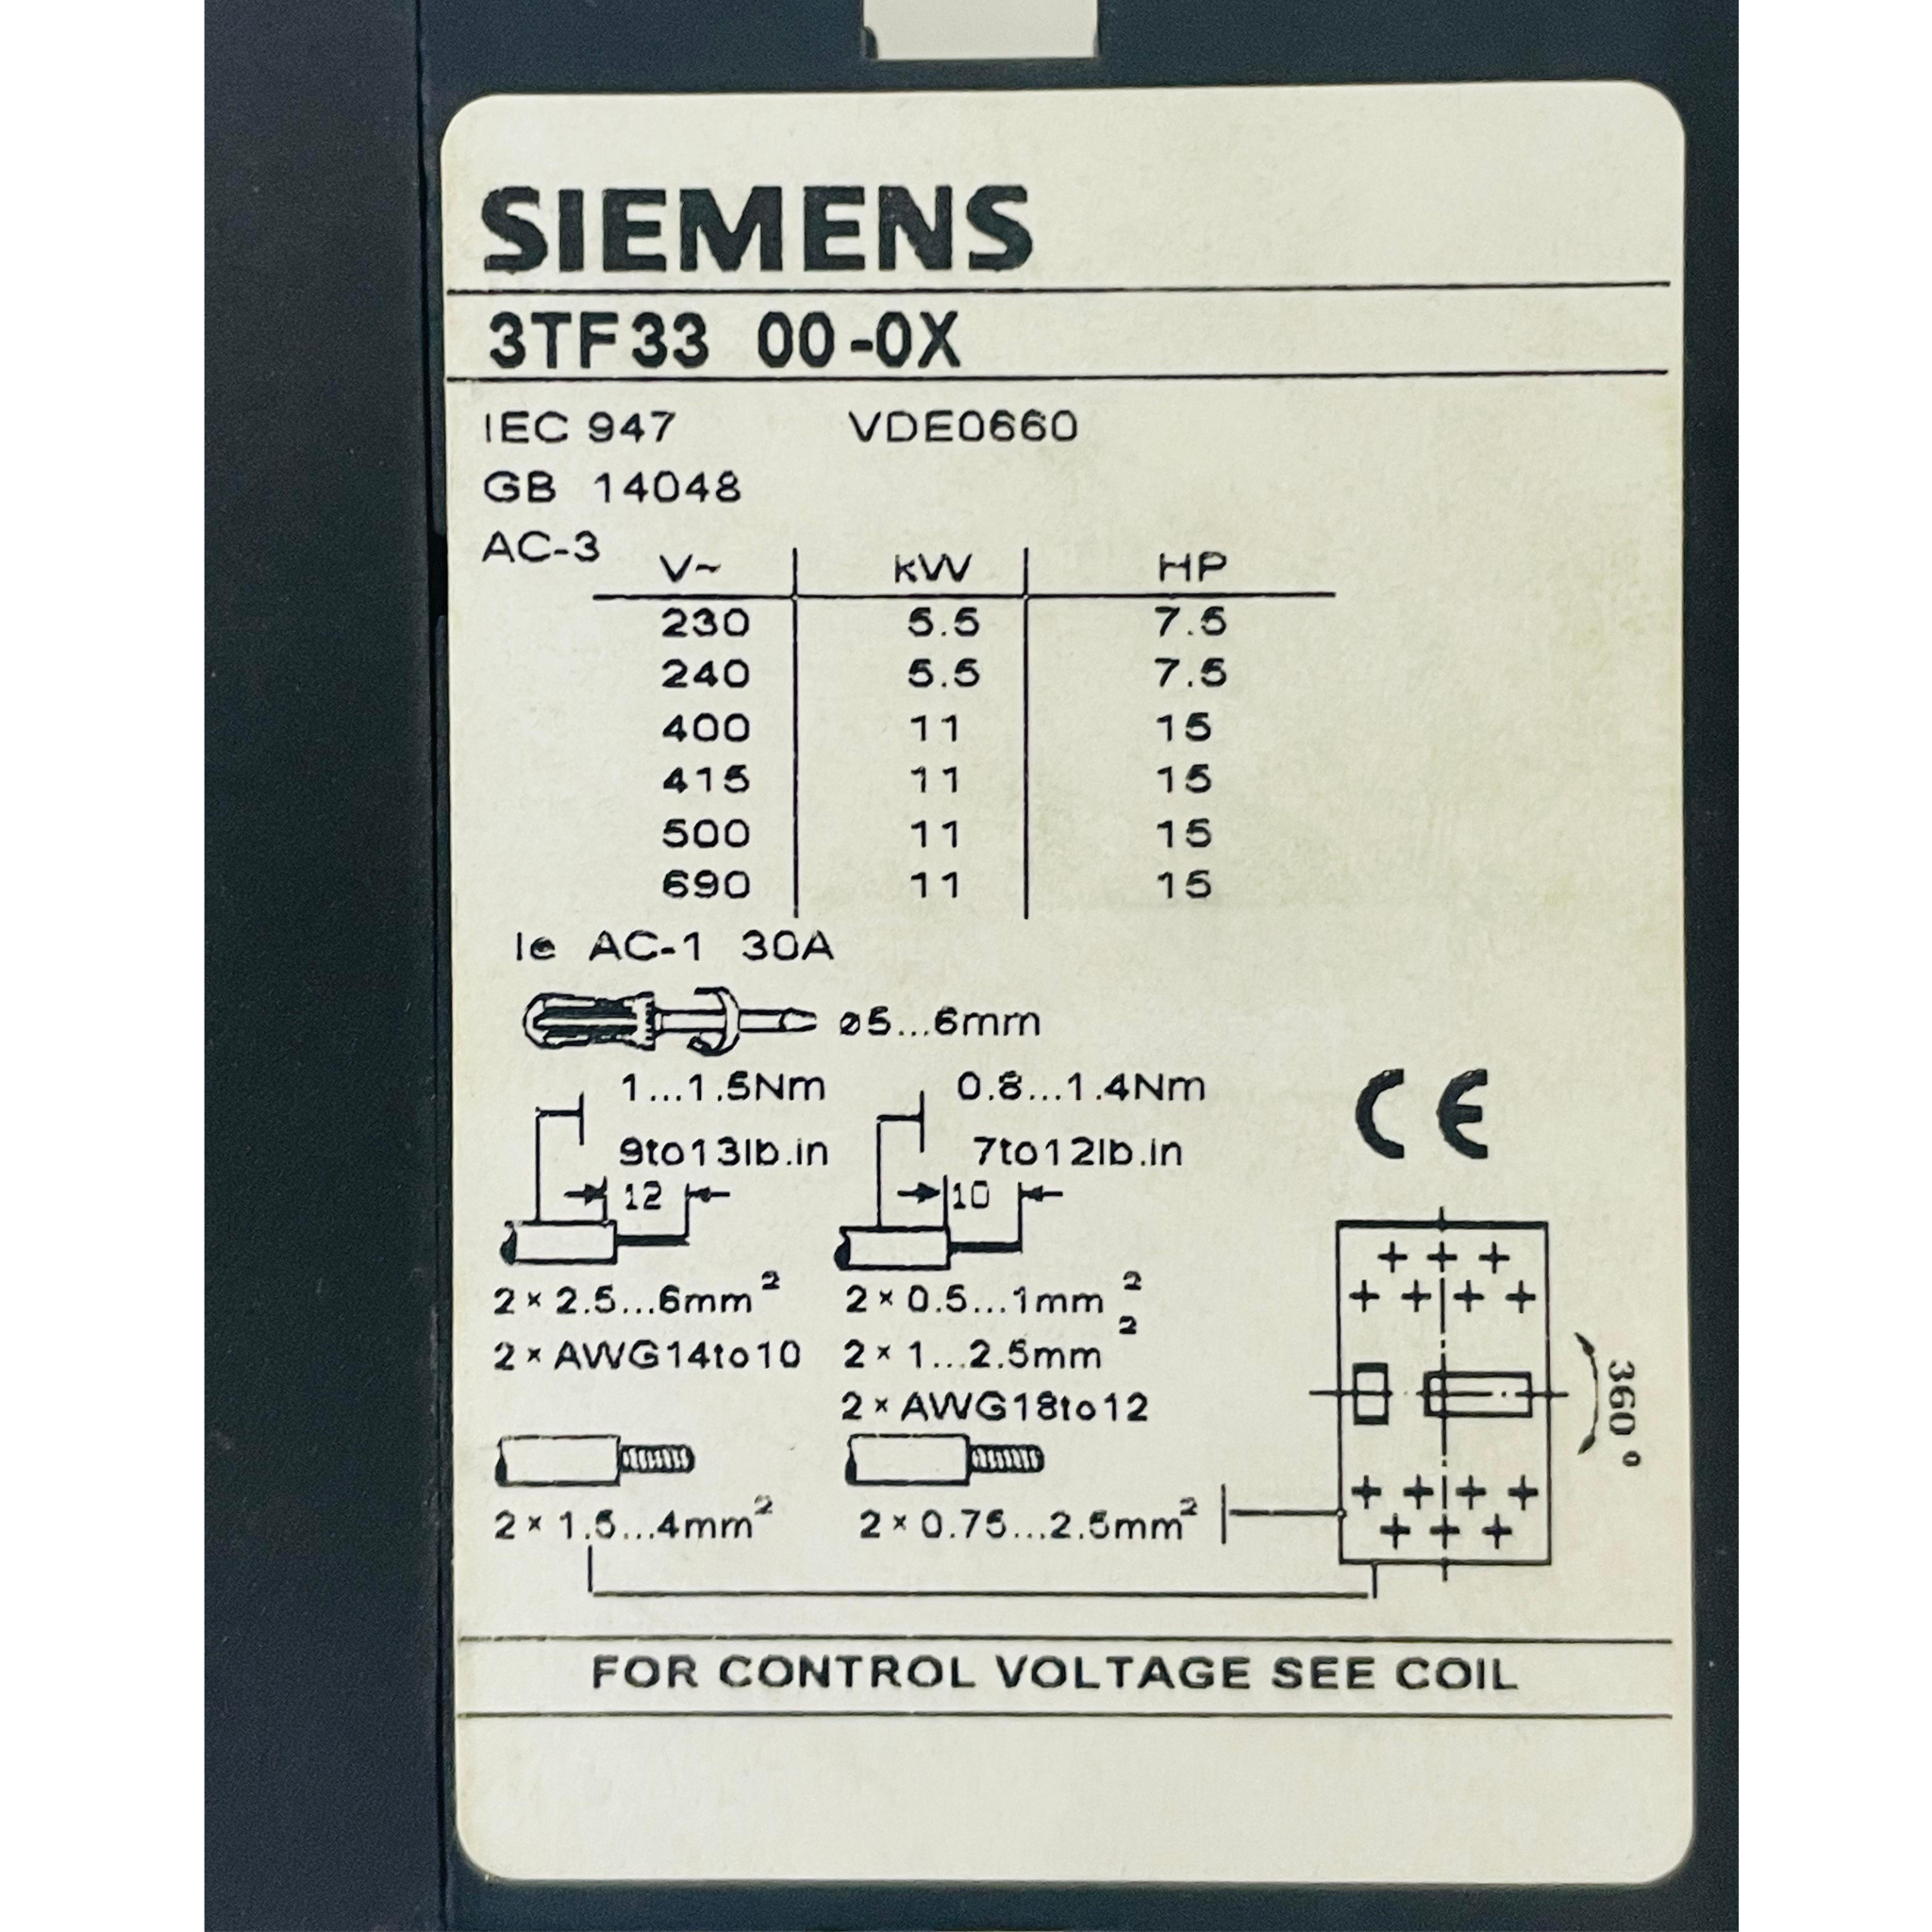 SIEMENS
3TF33 00-0X
IEC 947 VDE0660
GB 14048
AC-3
V~ kW HP
230 5.5 7.5
240 5.5 7.5
400 11 15
415 11 15
500 11 15
690 11 15
Ie AC-1 30A
ø5...6mm
1...1.5Nm 0.8...1.4Nm
9to13lb.in 7to12lb.in
CE
12 10
2×2.5...6mm² 2×0.5...1mm²
2×AWG14to10 2×1...2.5mm²
2×AWG18to12
360°
2×1.5...4mm² 2×0.75...2.5mm²
FOR CONTROL VOLTAGE SEE COIL